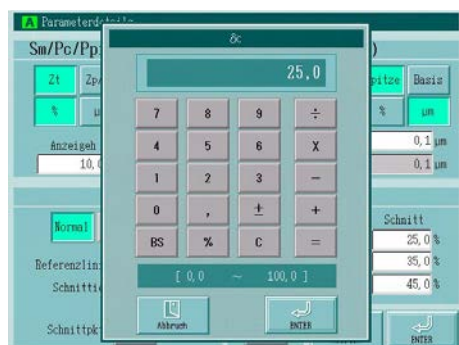 A Parameterdetails
Sm/Pc/Pp )
δc
25,0
Zt Zp pitze Basis
% μ % μm
7 8 9 ÷
4 5 6 X
1 2 3 −
0 , ± +
BS % C =
[ 0,0 ~ 100,0 ]
Abbruch ENTER
Anzeigeh 0,1 μm
10,0 0,1 μm
Normal Schnitt
25,0 %
Referenzlin 35,0 %
Schnittie 45,0 %
Schnittpk ENTER